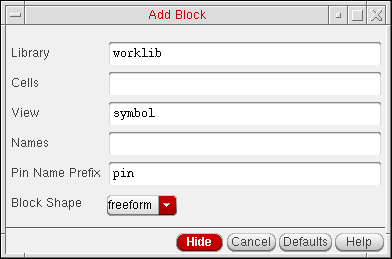 Add Block
Library worklib
Cells
View symbol
Names
Pin Name Prefix pin
Block Shape freeform
Hide Cancel Defaults Help